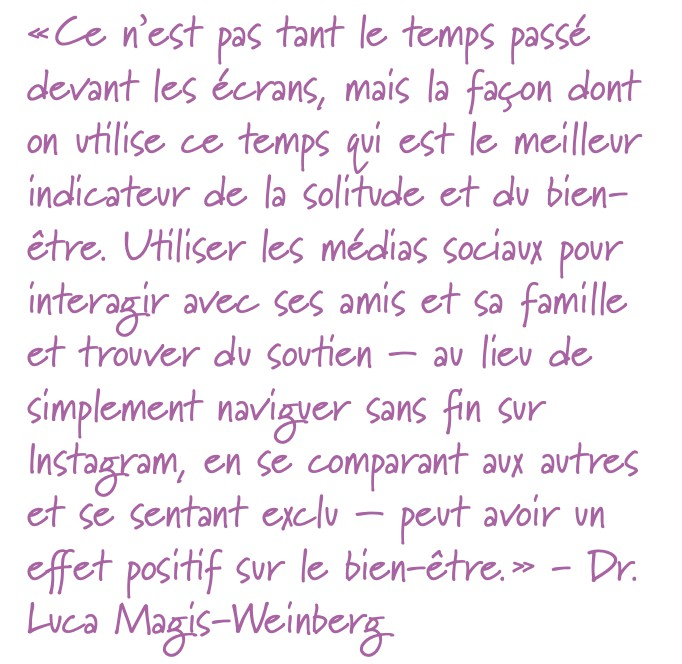 «Ce n'est pas tant le temps passé
devant les écrans, mais la façon dont
on utilise ce temps qui est le meilleur
indicateur de la solitude et du bien-
être. Utiliser les médias sociaux pour
interagir avec ses amis et sa famille
et trouver du soutien – au lieu de
simplement naviguer sans fin sur
Instagram, en se comparant aux autres
et se sentant exclu – peut avoir un
effet positif sur le bien-être.» - Dr.
Luca Magis-Weinberg